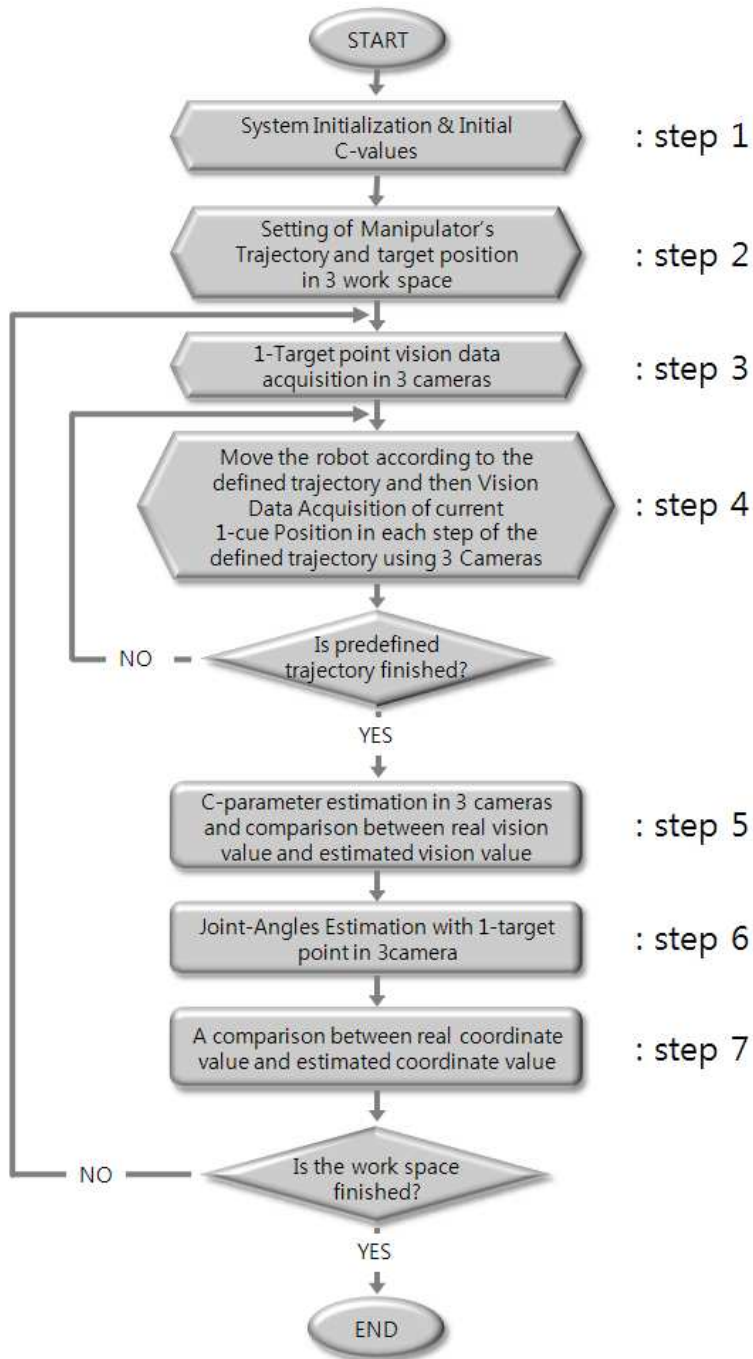 START
System Initialization & Initial
C-values
: step 1
Setting of Manipulator's
Trajectory and target position
in 3 work space
: step 2
1-Target point vision data
acquisition in 3 cameras
: step 3
Move the robot according to the
defined trajectory and then Vision
Data Acquisition of current
1-cue Position in each step of the
defined trajectory using 3 Cameras
: step 4
Is predefined
trajectory finished?
NO
YES
C-parameter estimation in 3 cameras
and comparison between real vision
value and estimated vision value
: step 5
Joint-Angles Estimation with 1-target
point in 3camera
: step 6
A comparison between real coordinate
value and estimated coordinate value
: step 7
Is the work space
finished?
NO
YES
END